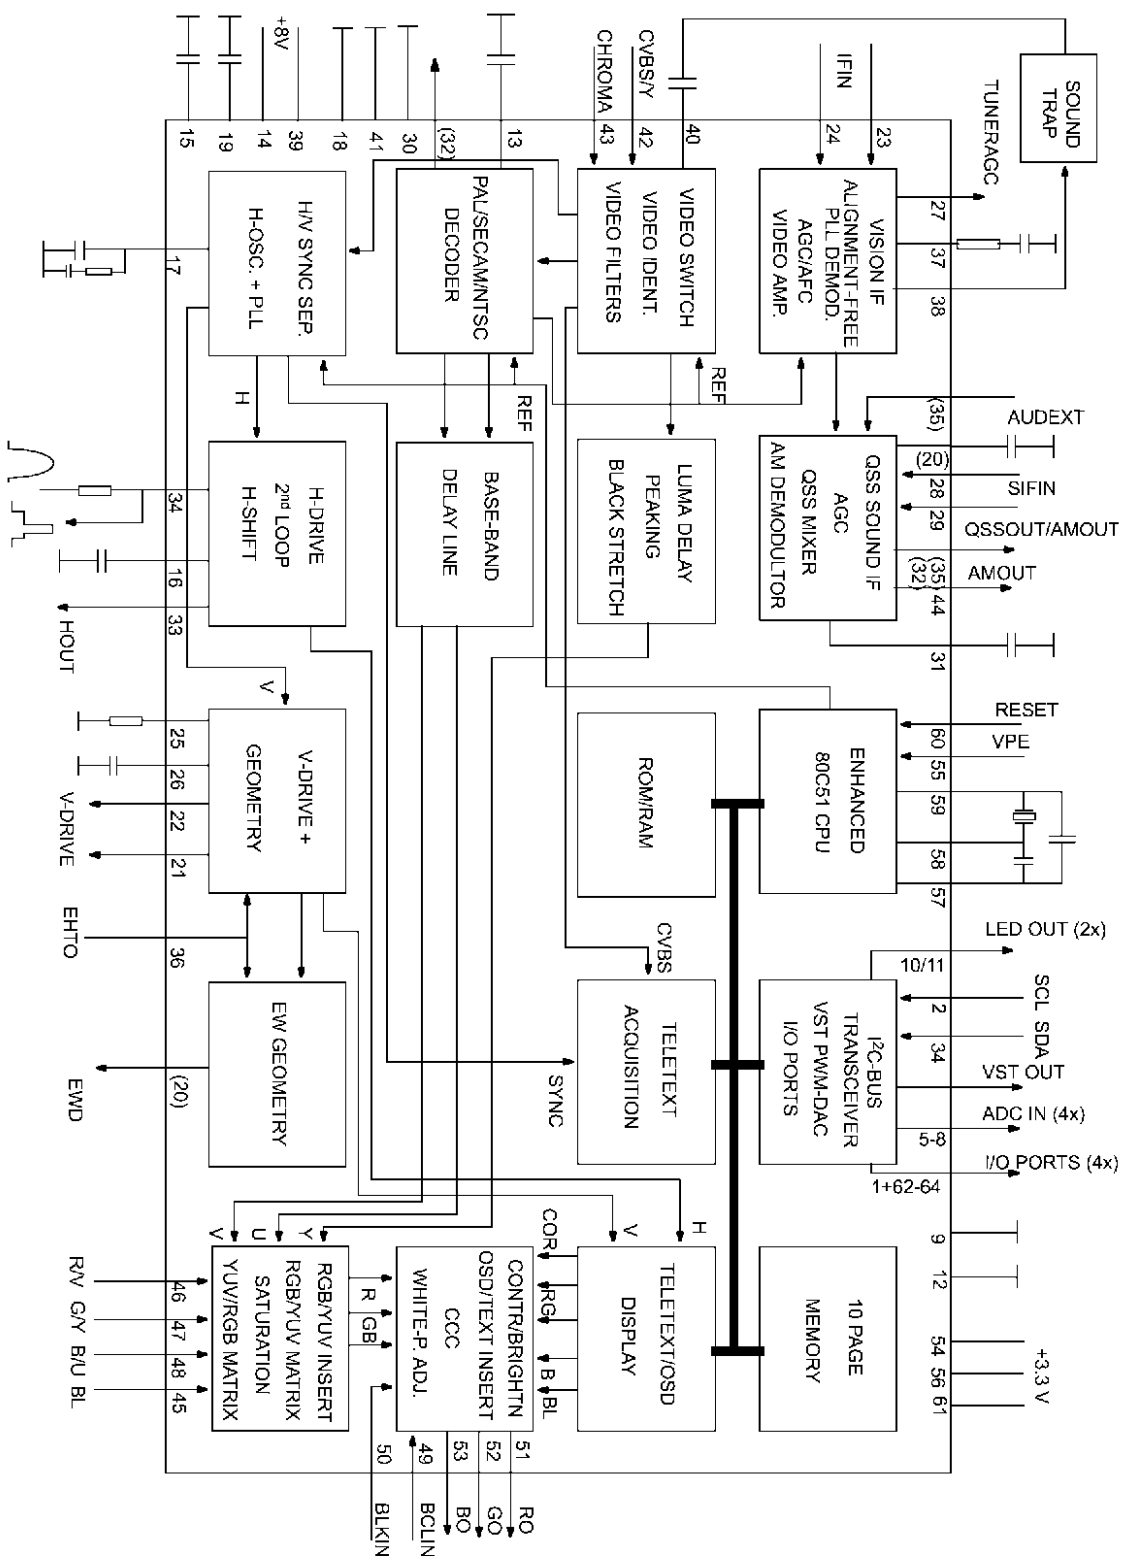 SOUND
TRAP
TUNERAGC
IFIN
23
24
27
37
38
VISION IF
ALIGNMENT-FREE
PLL DEMOD.
AGC/AFC
VIDEO AMP.
AUDEXT
(35)
(20)
SIFIN
28
29
QSSOUT/AMOUT
AMOUT
(35)
(32)
44
31
QSS SOUND IF
AGC
QSS MIXER
AM DEMODULTOR
RESET
60
VPE
55
59
58
57
ENHANCED
80C51 CPU
LED OUT (2x)
10/11
SCL
2
SDA
34
VST OUT
ADC IN (4x)
5-8
I/O PORTS (4x)
1+62-64
I²C-BUS
TRANSCEIVER
VST PWM-DAC
I/O PORTS
9
12
54
56
61
+3.3 V
10 PAGE
MEMORY
CVBS/Y
CHROMA
40
42
43
VIDEO SWITCH
VIDEO IDENT.
VIDEO FILTERS
REF
LUMA DELAY
PEAKING
BLACK STRETCH
ROM/RAM
CVBS
TELETEXT
ACQUISITION
SYNC
H
V
TELETEXT/OSD
DISPLAY
COR
RG
B
BL
13
(32)
30
PAL/SECAM/NTSC
DECODER
REF
BASE-BAND
DELAY LINE
CONTR/BRIGHTN
OSD/TEXT INSERT
CCC
WHITE-P. ADJ.
R
GB
51
52
53
49
50
RO
GO
BO
BCLIN
BLKIN
+8V
41
18
39
14
19
15
H/V SYNC SEP.
H-OSC. + PLL
17
H
H-DRIVE
2nd LOOP
H-SHIFT
34
16
33
HOUT
V
V-DRIVE +
GEOMETRY
25
26
22
21
V-DRIVE
EHTO
36
EW GEOMETRY
(20)
EWD
Y
U
V
RGB/YUV INSERT
RGB/YUV MATRIX
SATURATION
YUV/RGB MATRIX
R/V
G/Y
B/U
BL
46
47
48
45